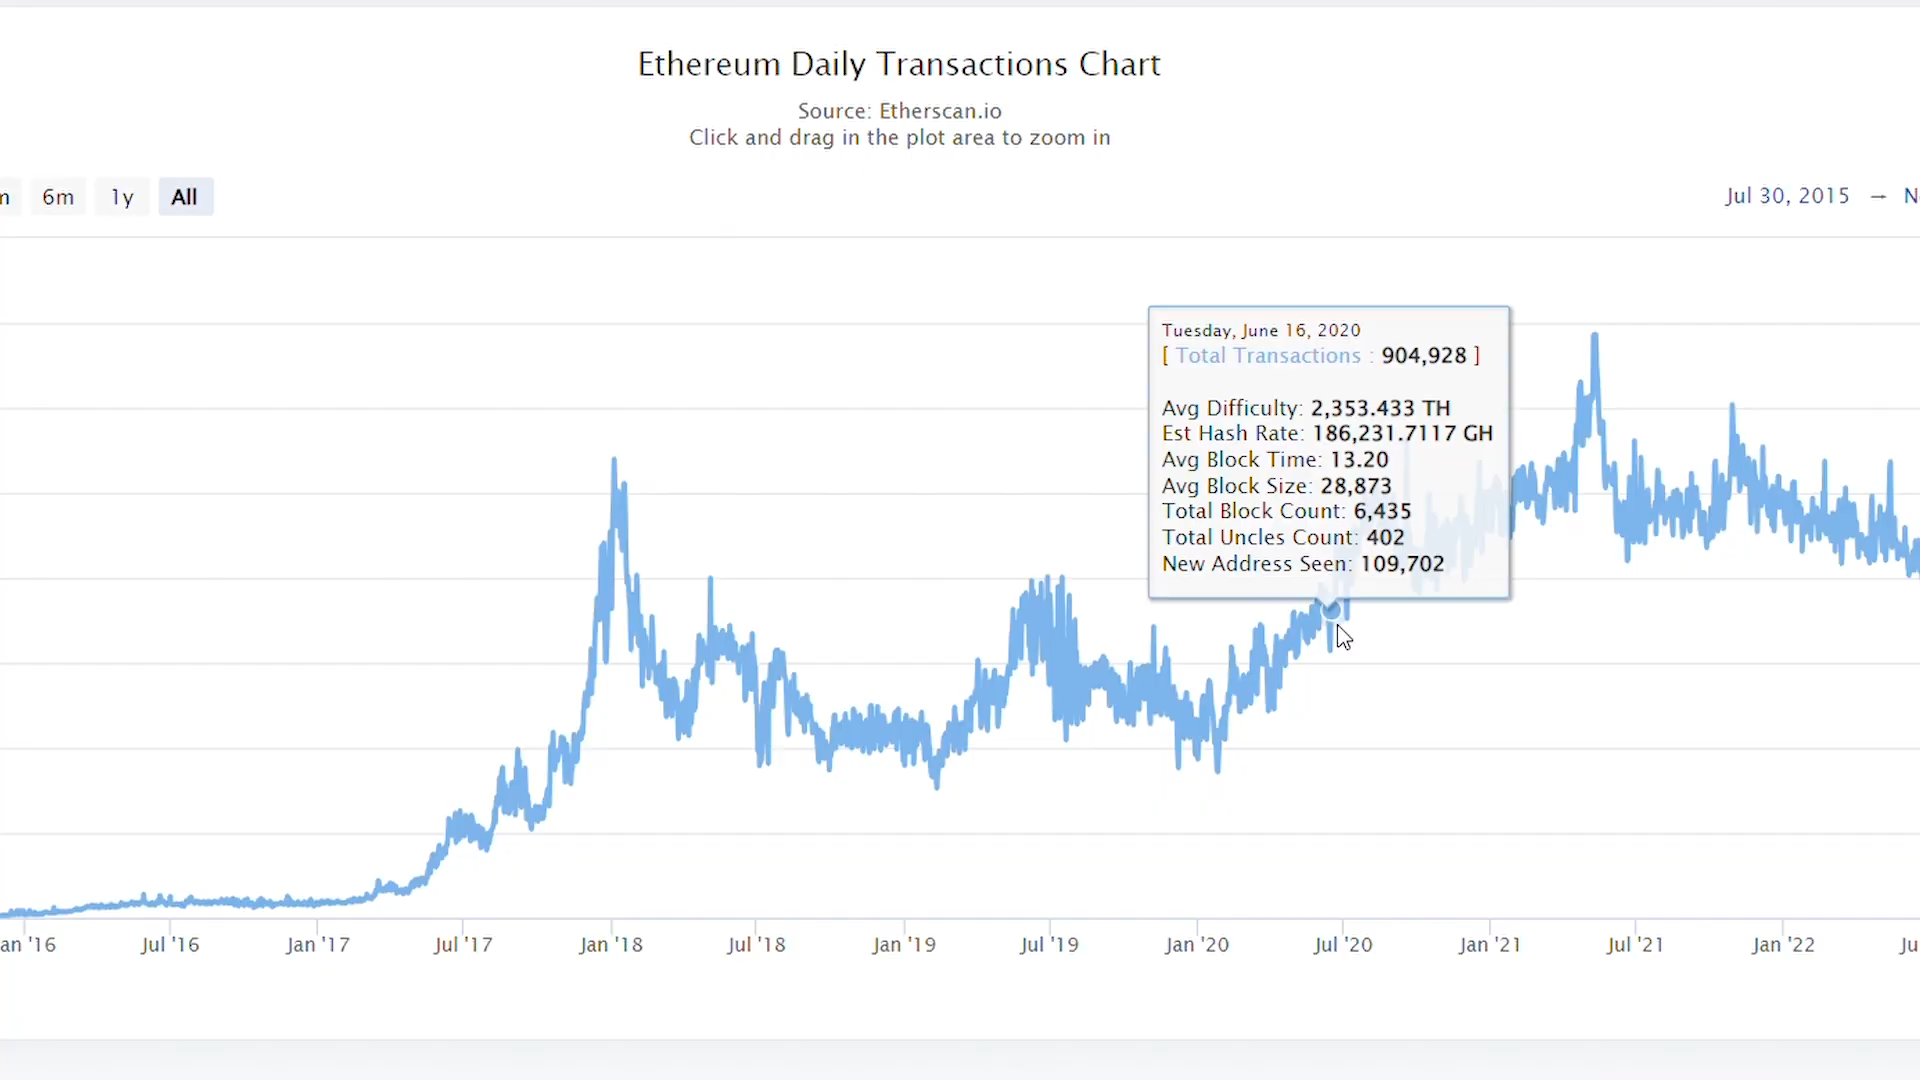 Ethereum Daily Transactions Chart
Source: Etherscan.io
Click and drag in the plot area to zoom in
6m 1y All
Jul 30, 2015 →
Tuesday, June 16, 2020
[ Total Transactions : 904,928 ]
Avg Difficulty: 2,353.433 TH
Est Hash Rate: 186,231.7117 GH
Avg Block Time: 13.20
Avg Block Size: 28,873
Total Block Count: 6,435
Total Uncles Count: 402
New Address Seen: 109,702
an '16 Jul '16 Jan '17 Jul '17 Jan '18 Jul '18 Jan '19 Jul '19 Jan '20 Jul '20 Jan '21 Jul '21 Jan '22